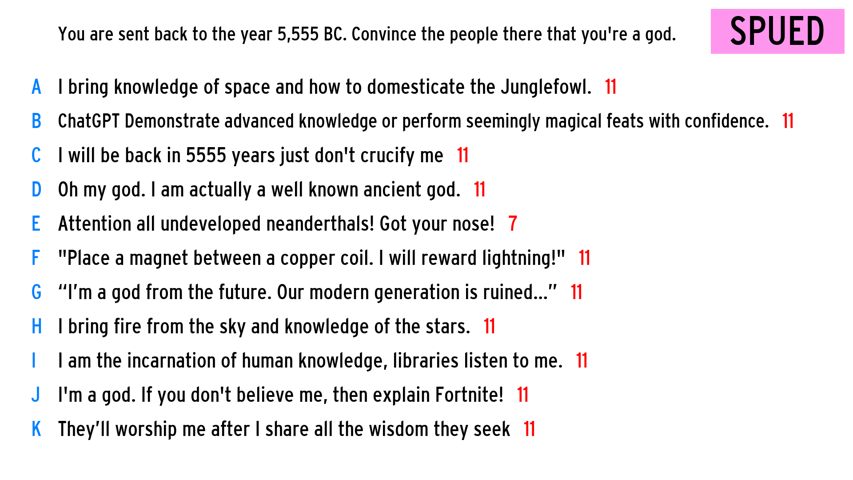 You are sent back to the year 5,555 BC. Convince the people there that you're a god.
SPUED
A I bring knowledge of space and how to domesticate the Junglefowl. 11
B ChatGPT Demonstrate advanced knowledge or perform seemingly magical feats with confidence. 11
C I will be back in 5555 years just don't crucify me 11
D Oh my god. I am actually a well known ancient god. 11
E Attention all undeveloped neanderthals! Got your nose! 7
F "Place a magnet between a copper coil. I will reward lightning!" 11
G “I’m a god from the future. Our modern generation is ruined...” 11
H I bring fire from the sky and knowledge of the stars. 11
I I am the incarnation of human knowledge, libraries listen to me. 11
J I'm a god. If you don't believe me, then explain Fortnite! 11
K They’ll worship me after I share all the wisdom they seek 11